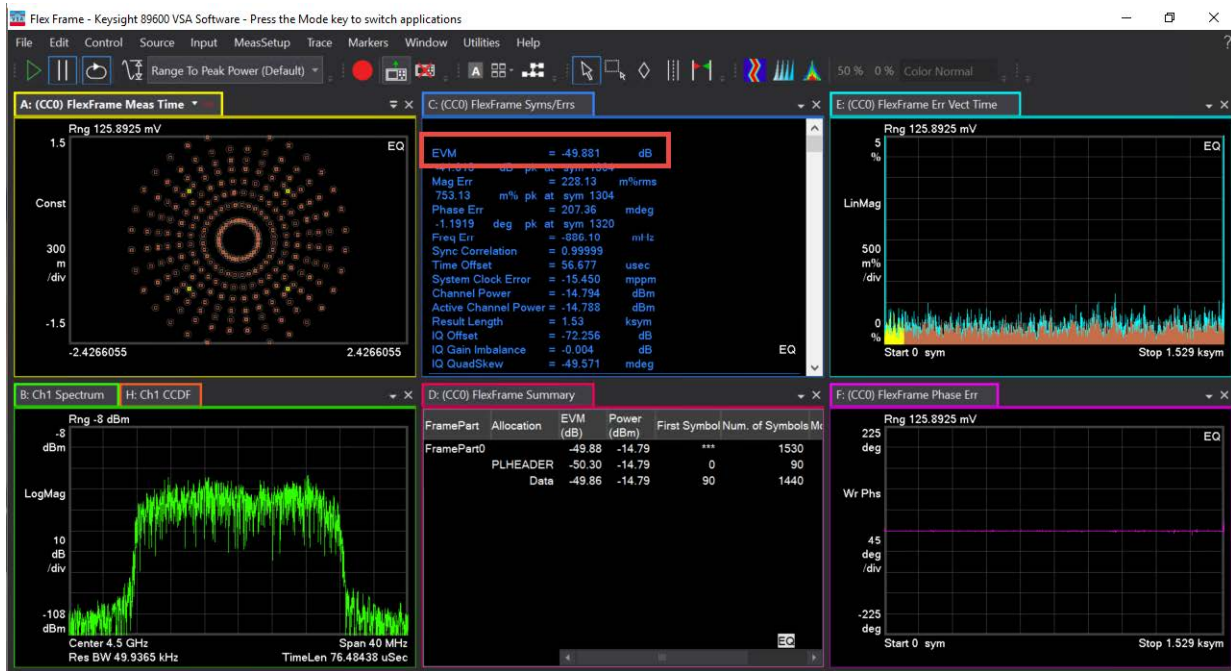 Flex Frame - Keysight 89600 VSA Software - Press the Mode key to switch applications
File Edit Control Source Input MeasSetup Trace Markers Window Utilities Help
Range To Peak Power (Default) A 50 % 0 % Color Normal
A: (CC0) FlexFrame Meas Time
Rng 125.8925 mV
1.5
EQ
Const
300
m
/div
-1.5
-2.4266055 2.4266055
C: (CC0) FlexFrame Syms/Errs
EVM = -49.881 dB
dB pk at sym 1304
Mag Err = 228.13 m%rms
753.13 m% pk at sym 1304
Phase Err = 207.36 mdeg
-1.1919 deg pk at sym 1320
Freq Err = -886.10 mHz
Sync Correlation = 0.99999
Time Offset = 56.677 usec
System Clock Error = -15.450 mppm
Channel Power = -14.794 dBm
Active Channel Power = -14.788 dBm
Result Length = 1.53 ksym
IQ Offset = -72.256 dB
IQ Gain Imbalance = -0.004 dB
EQ
IQ QuadSkew = -49.571 mdeg
E: (CC0) FlexFrame Err Vect Time
Rng 125.8925 mV
5
%
EQ
LinMag
500
m%
/div
0
%
Start 0 sym Stop 1.529 ksym
B: Ch1 Spectrum H: Ch1 CCDF
Rng -8 dBm
-8
dBm
LogMag
10
dB
/div
-108
dBm
Center 4.5 GHz Span 40 MHz
Res BW 49.9365 kHz TimeLen 76.48438 uSec
D: (CC0) FlexFrame Summary
FramePart Allocation EVM (dB) Power (dBm) First Symbol Num. of Symbols
FramePart0 -49.88 -14.79 *** 1530
PLHEADER -50.30 -14.79 0 90
Data -49.86 -14.79 90 1440
EQ
F: (CC0) FlexFrame Phase Err
Rng 125.8925 mV
225
deg
EQ
Wr Phs
45
deg
/div
-225
deg
Start 0 sym Stop 1.529 ksym